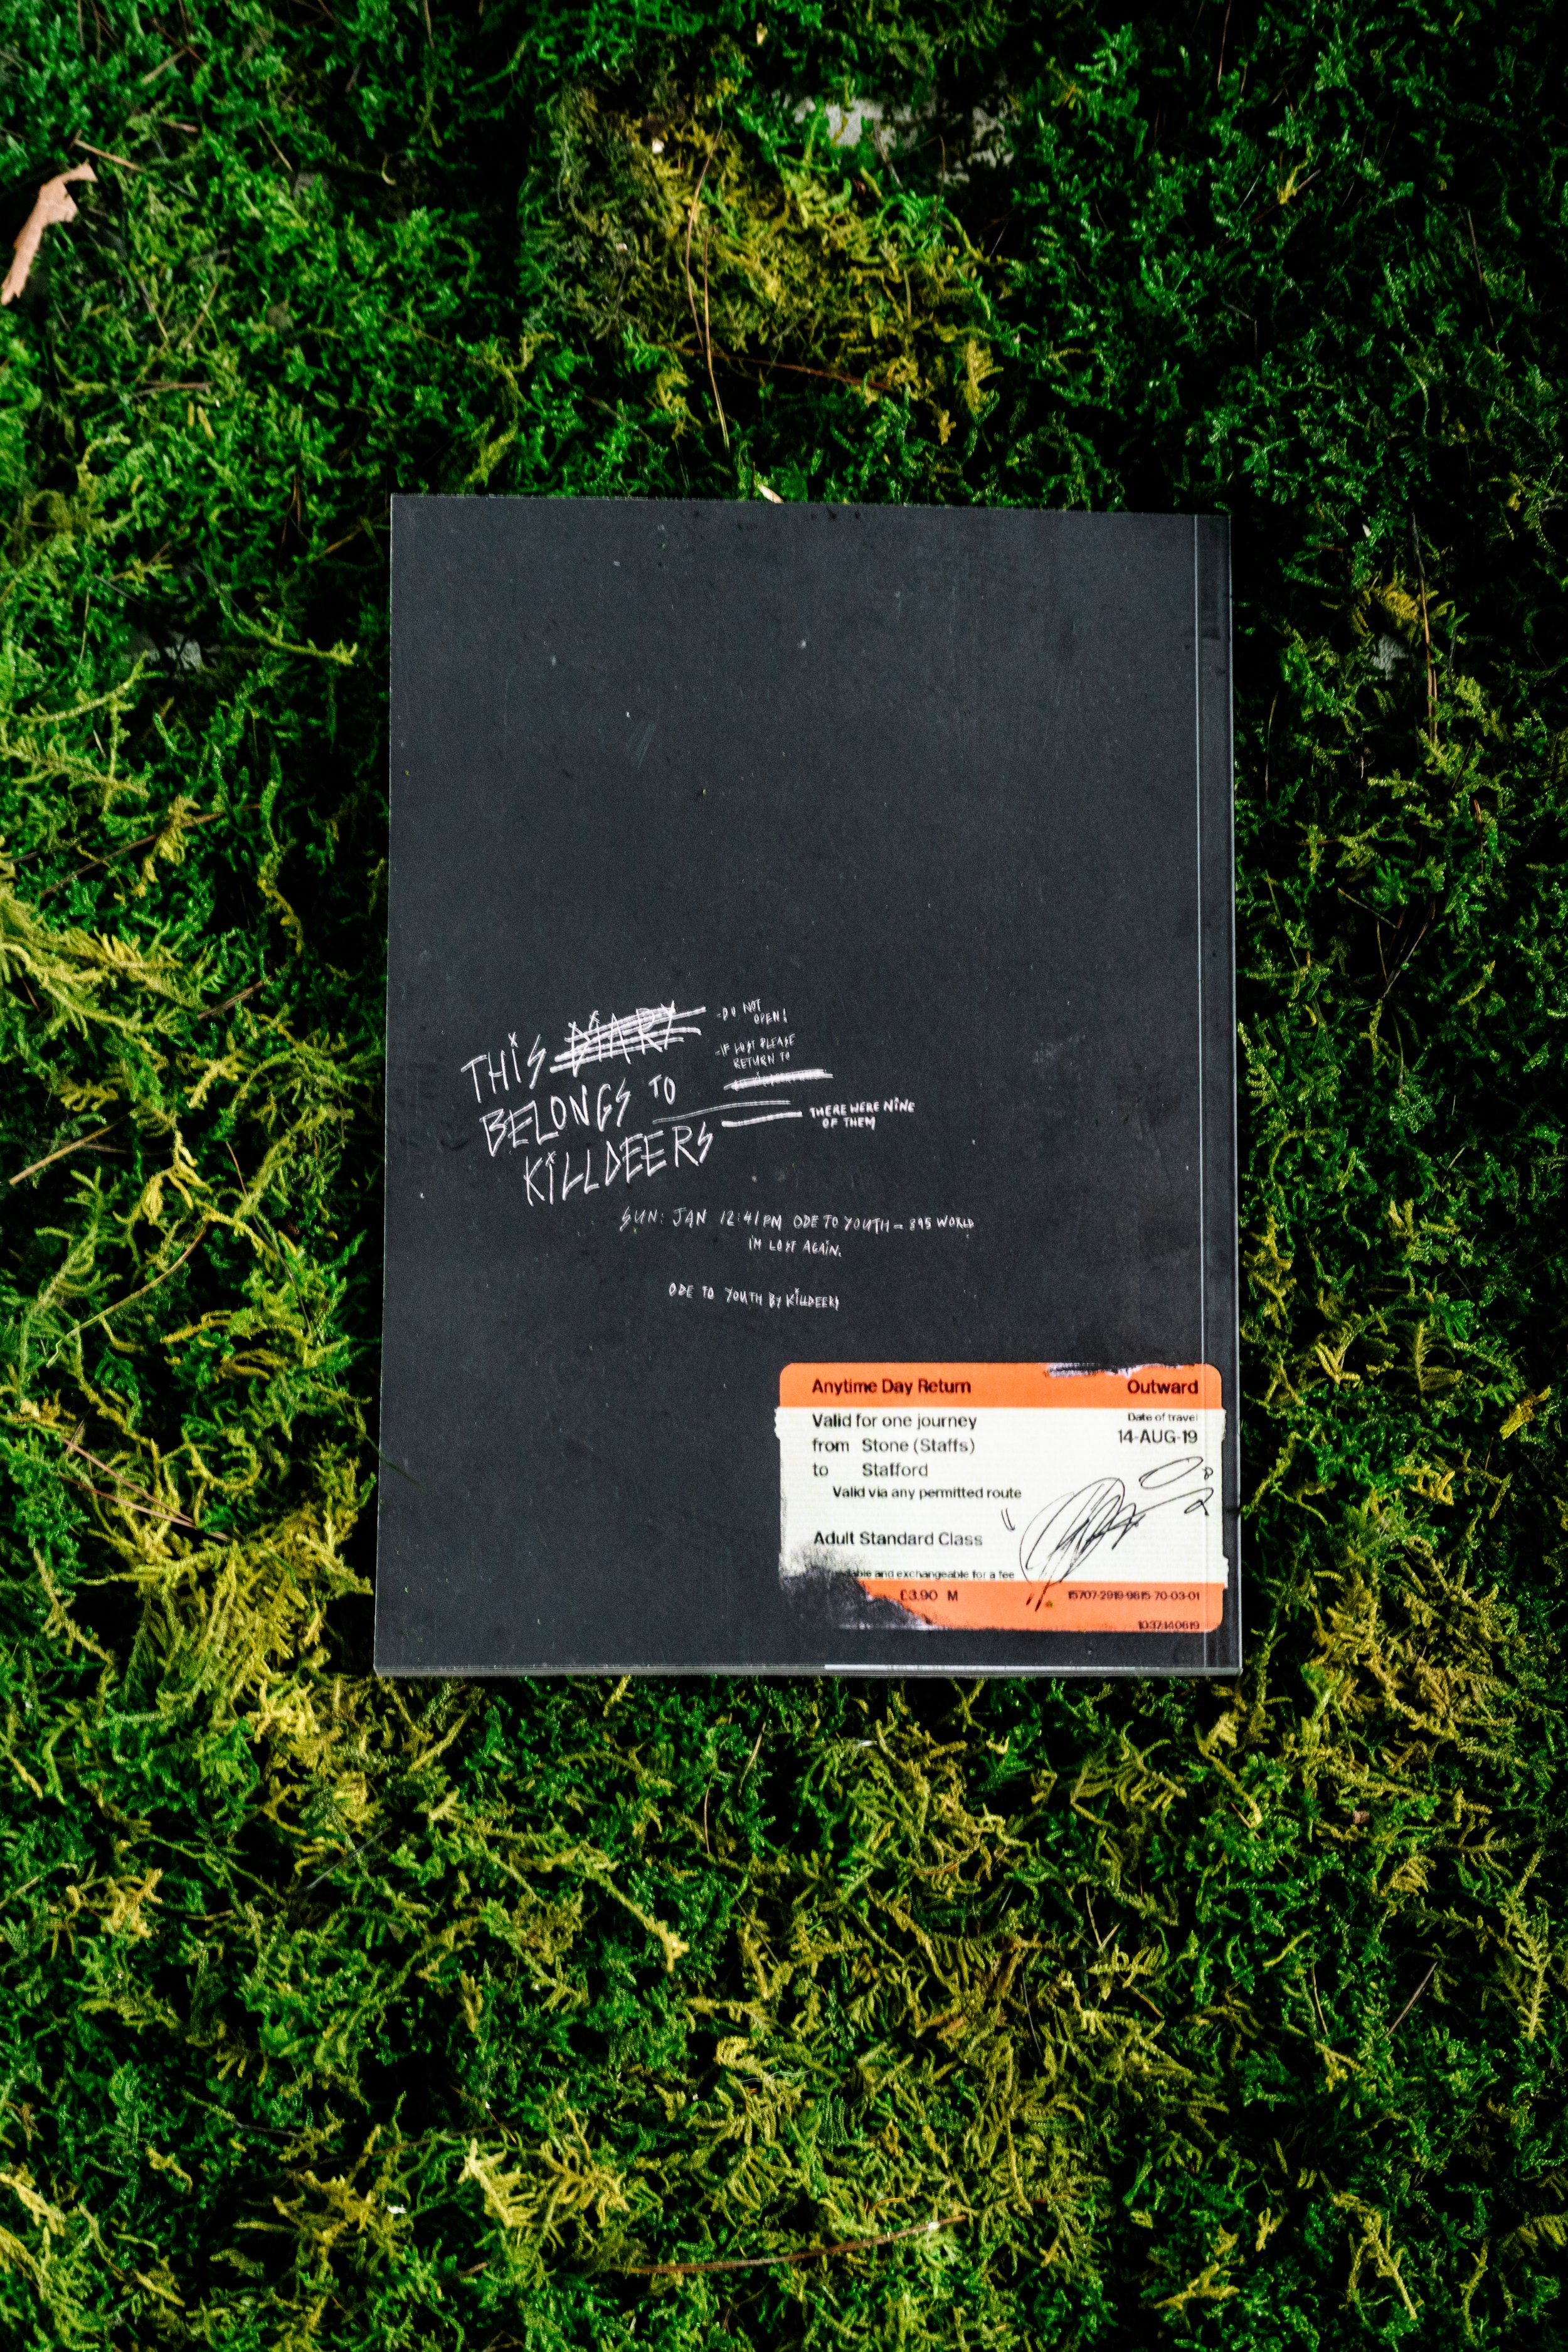 THIS DIARY
BELONGS TO
KILLDEERS
-DO NOT
OPEN!
-IF LOST PLEASE
RETURN TO
THERE WERE NINE
OF THEM
SUN: JAN 12:41PM ODE TO YOUTH - 895 WORLD
I'M LOST AGAIN.
ODE TO YOUTH BY KILLDEERS
Anytime Day Return Outward
Valid for one journey Date of travel
from Stone (Staffs) 14-AUG-19
to Stafford
Valid via any permitted route
Adult Standard Class
and exchangeable for a fee
£3.90 M 15707-2919-9815-70-03-01